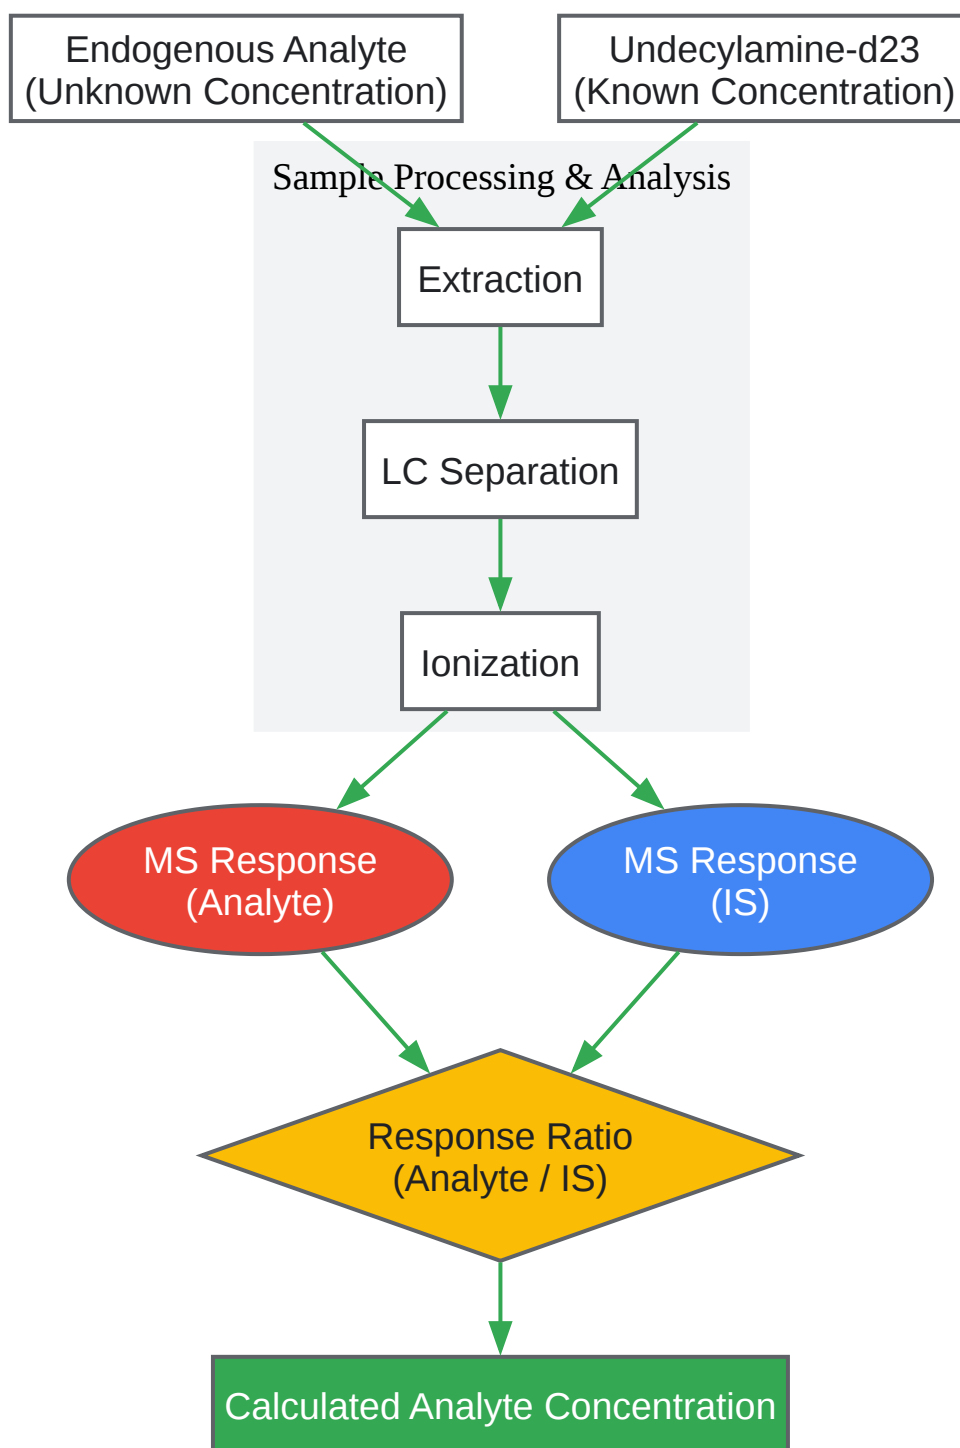 Endogenous Analyte
(Unknown Concentration)
Undecylamine-d23
(Known Concentration)
Sample Processing & Analysis
Extraction
LC Separation
Ionization
MS Response
(Analyte)
MS Response
(IS)
Response Ratio
(Analyte / IS)
Calculated Analyte Concentration